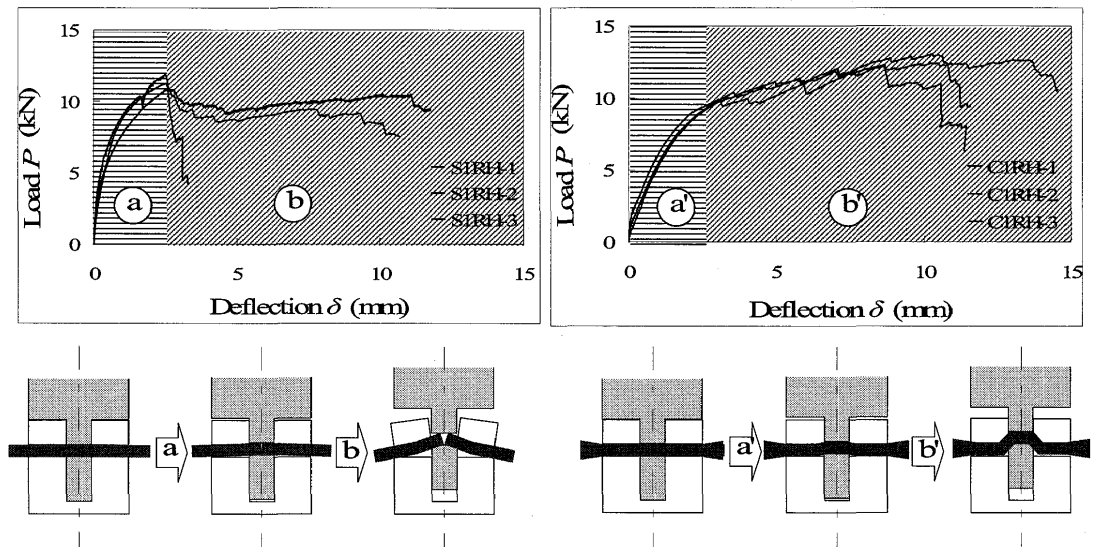 15
10
5
0
Load P (kN)
a
b
S1RH-1
S1RH-2
S1RH-3
0
5
10
15
Deflection δ (mm)
15
10
5
0
Load P (kN)
a'
b'
C1RH-1
C1RH-2
C1RH-3
0
5
10
15
Deflection δ (mm)
a
b
a'
b'